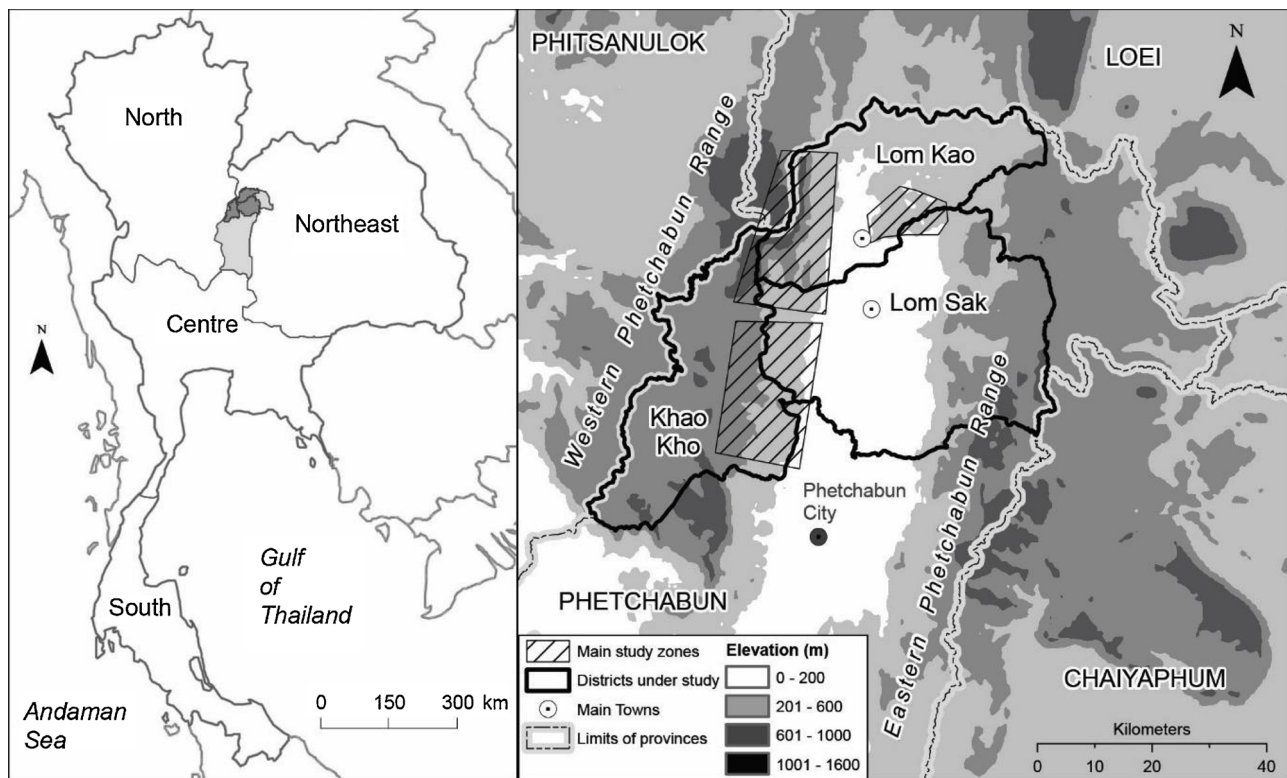 North
Northeast
Centre
South
N
Gulf
of
Thailand
Andaman
Sea
0 150 300 km
PHITSANULOK
LOEI
N
Western Phetchabun Range
Lom Kao
Lom Sak
Khao
Kho
Eastern Phetchabun Range
Phetchabun
City
PHETCHABUN
CHAIYAPHUM
Main study zones
Districts under study
Main Towns
Limits of provinces
Elevation (m)
0 - 200
201 - 600
601 - 1000
1001 - 1600
Kilometers
0 10 20 40